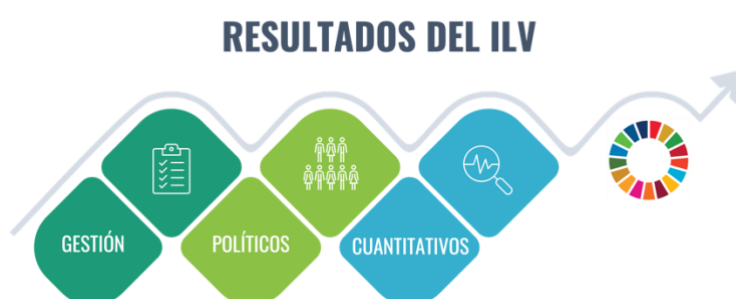 RESULTADOS DEL ILV
GESTIÓN
POLÍTICOS
CUANTITATIVOS